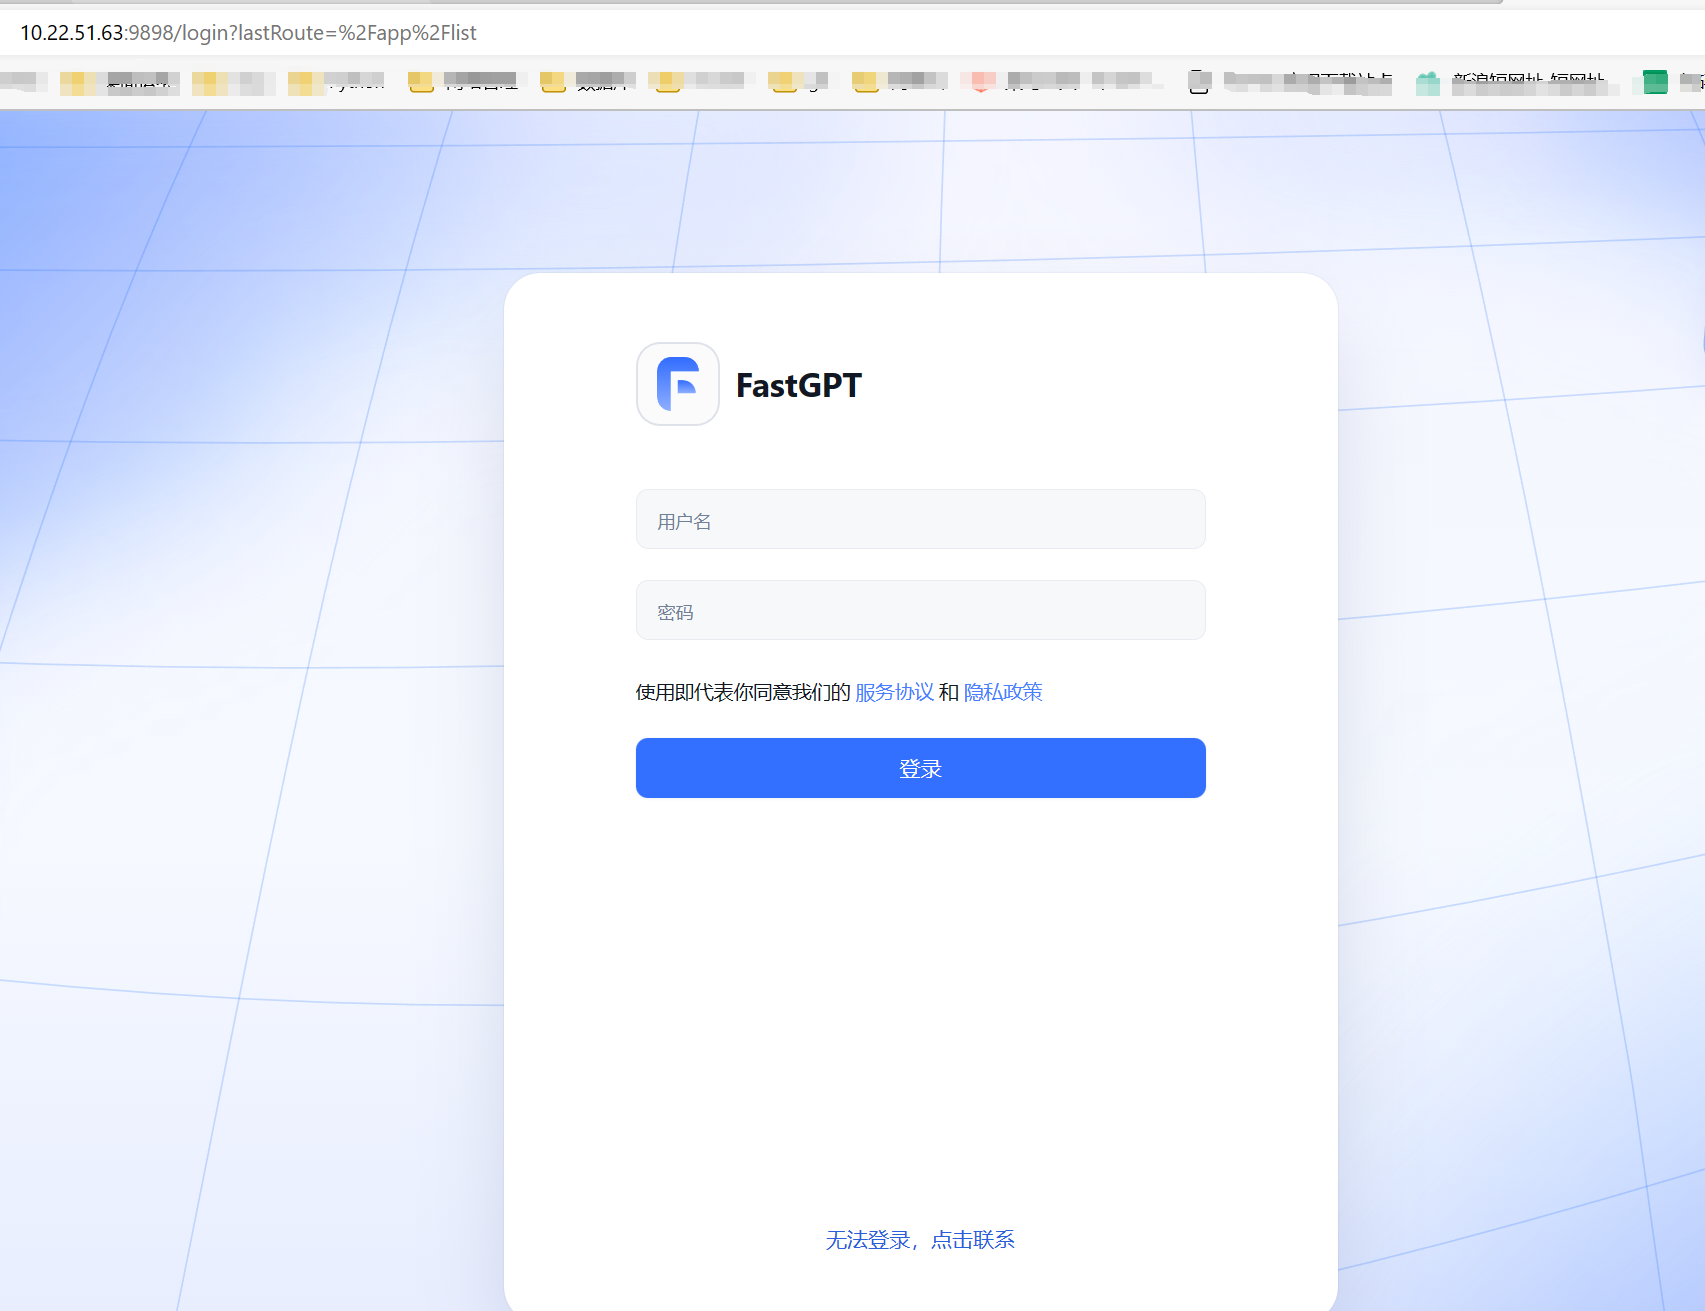 10.22.51.63:9898/login?lastRoute=%2Fapp%2Flist
FastGPT
用户名
密码
使用即代表你同意我们的 服务协议 和 隐私政策
登录
无法登录，点击联系